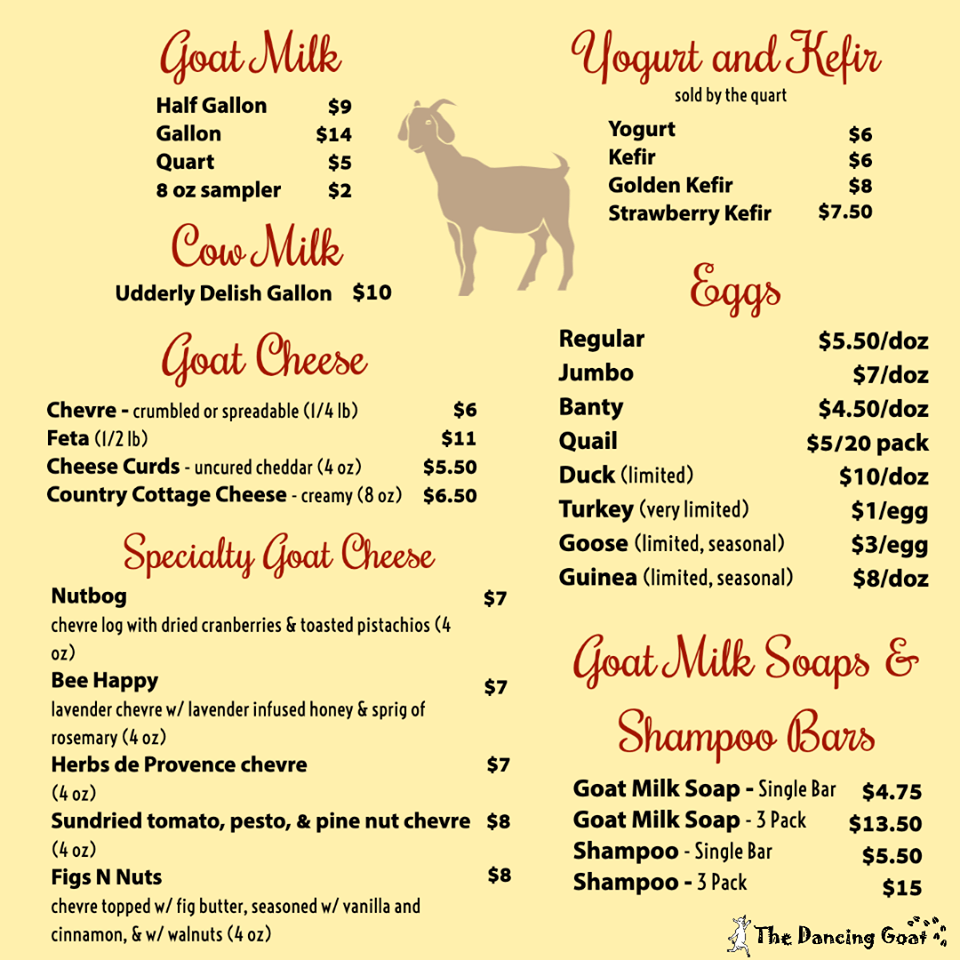 Goat Milk
Half Gallon $9
Gallon $14
Quart $5
8 oz sampler $2
Cow Milk
Udderly Delish Gallon $10
Goat Cheese
Chevre - crumbled or spreadable (1/4 lb) $6
Feta (1/2 lb) $11
Cheese Curds - uncured cheddar (4 oz) $5.50
Country Cottage Cheese - creamy (8 oz) $6.50
Specialty Goat Cheese
Nutbog $7
chevre log with dried cranberries & toasted pistachios (4
oz)
Bee Happy $7
lavender chevre w/ lavender infused honey & sprig of
rosemary (4 oz)
Herbs de Provence chevre $7
(4 oz)
Sundried tomato, pesto, & pine nut chevre $8
(4 oz)
Figs N Nuts $8
chevre topped w/ fig butter, seasoned w/ vanilla and
cinnamon, & w/ walnuts (4 oz)
Yogurt and Kefir
sold by the quart
Yogurt $6
Kefir $6
Golden Kefir $8
Strawberry Kefir $7.50
Eggs
Regular $5.50/doz
Jumbo $7/doz
Banty $4.50/doz
Quail $5/20 pack
Duck (limited) $10/doz
Turkey (very limited) $1/egg
Goose (limited, seasonal) $3/egg
Guinea (limited, seasonal) $8/doz
Goat Milk Soaps &
Shampoo Bars
Goat Milk Soap - Single Bar $4.75
Goat Milk Soap - 3 Pack $13.50
Shampoo - Single Bar $5.50
Shampoo - 3 Pack $15
The Dancing Goat